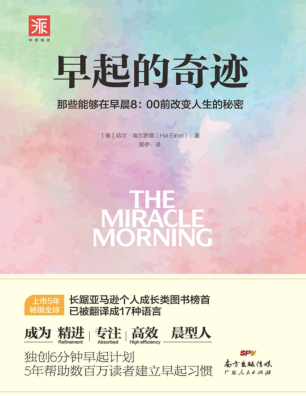 派
中资海派
早起的奇迹
那些能够在早晨8：00前改变人生的秘密
［美］哈尔·埃尔罗德（Hal Elrod） 著
易伊 译
THE
MIRACLE
MORNING
上市5年
畅销全球
长踞亚马逊个人成长类图书榜首
已被翻译成17种语言
成为 精进 专注 高效 晨型人
Refinement Absorbed High efficiency
独创6分钟早起计划
5年帮助数百万读者建立早起习惯
SPM
南方出版传媒
广东人民出版社